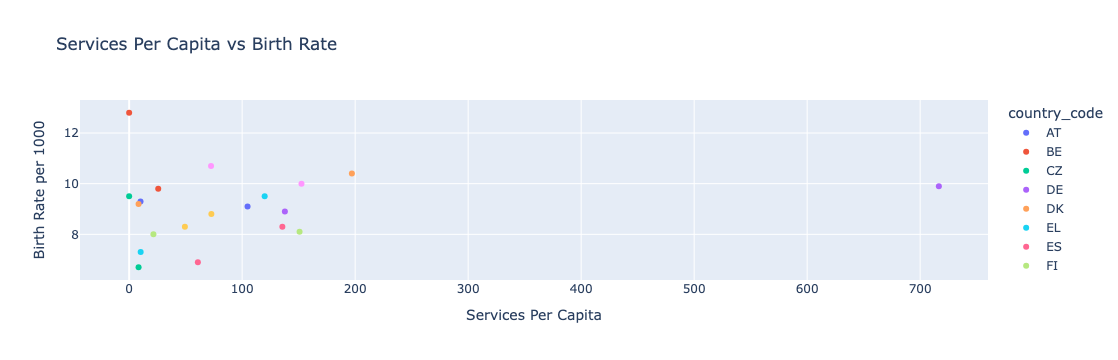 Services Per Capita vs Birth Rate
Birth Rate per 1000
12
10
8
0
100
200
300
400
500
600
700
Services Per Capita
country_code
AT
BE
CZ
DE
DK
EL
ES
FI